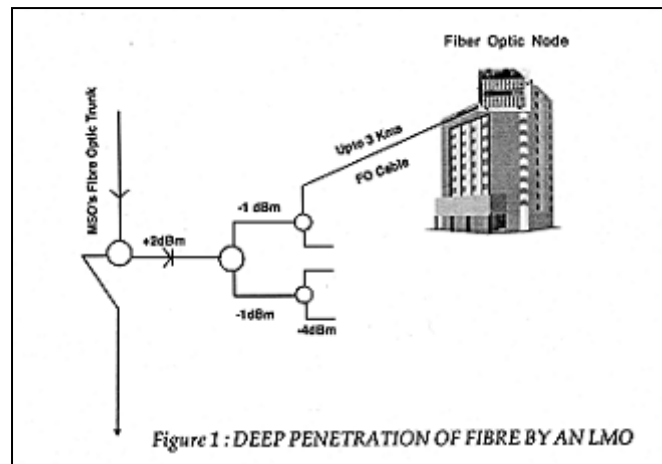 Fiber Optic Node
MSO's Fibre Optic Trunk
Upto 3 Kms
FO Cable
-1 dBm
+2dBm
-1dBm
-4dBm
Figure 1 : DEEP PENETRATION OF FIBRE BY AN LMO